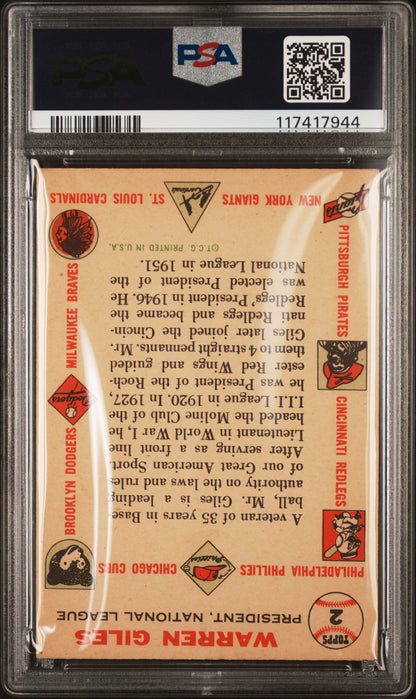 PSA
PSA
117417944
TOPPS
2
WARREN GILES
PRESIDENT, NATIONAL LEAGUE
PHILADELPHIA PHILLIES
CHICAGO CUBS
CINCINNATI REDLEGS
PITTSBURGH PIRATES
BROOKLYN DODGERS
MILWAUKEE BRAVES
Phillies
Dodgers
A veteran of 35 years in Base-
ball, Mr. Giles is a leading
authority on the laws and rules
of our Great American Sport.
After serving as a front line
Lieutenant in World War I, he
headed the Moline Club of the
I.I.I. League in 1920. In 1927,
he was President of the Roch-
ester Red Wings and guided
them to 4 straight pennants. Mr.
Giles later joined the Cincin-
nati Redlegs and became the
Redlegs' President in 1946. He
was elected President of the
National League in 1951.
©T.C.G. PRINTED IN U.S.A.
NEW YORK GIANTS
ST. LOUIS CARDINALS
Giants
Cardinals